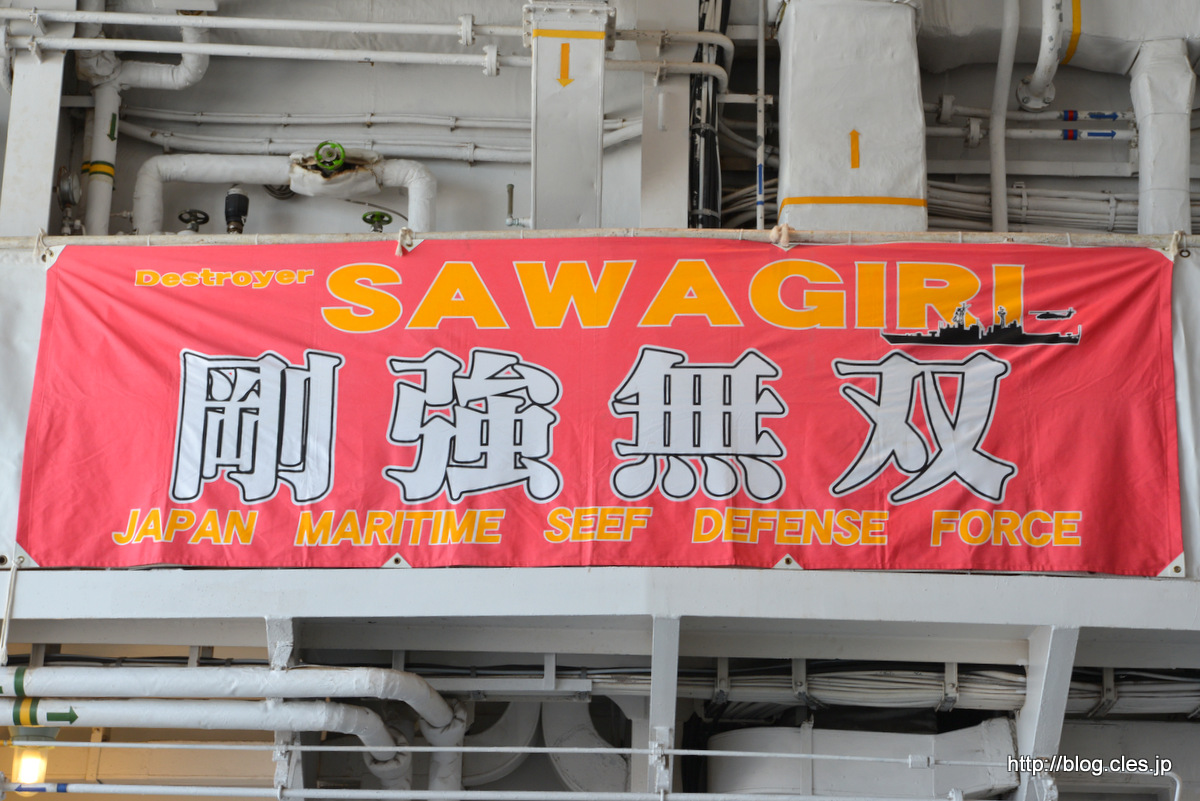 Destroyer SAWAGIRI
剛強無双
JAPAN MARITIME SEEF DEFENSE FORCE
http://blog.cles.jp